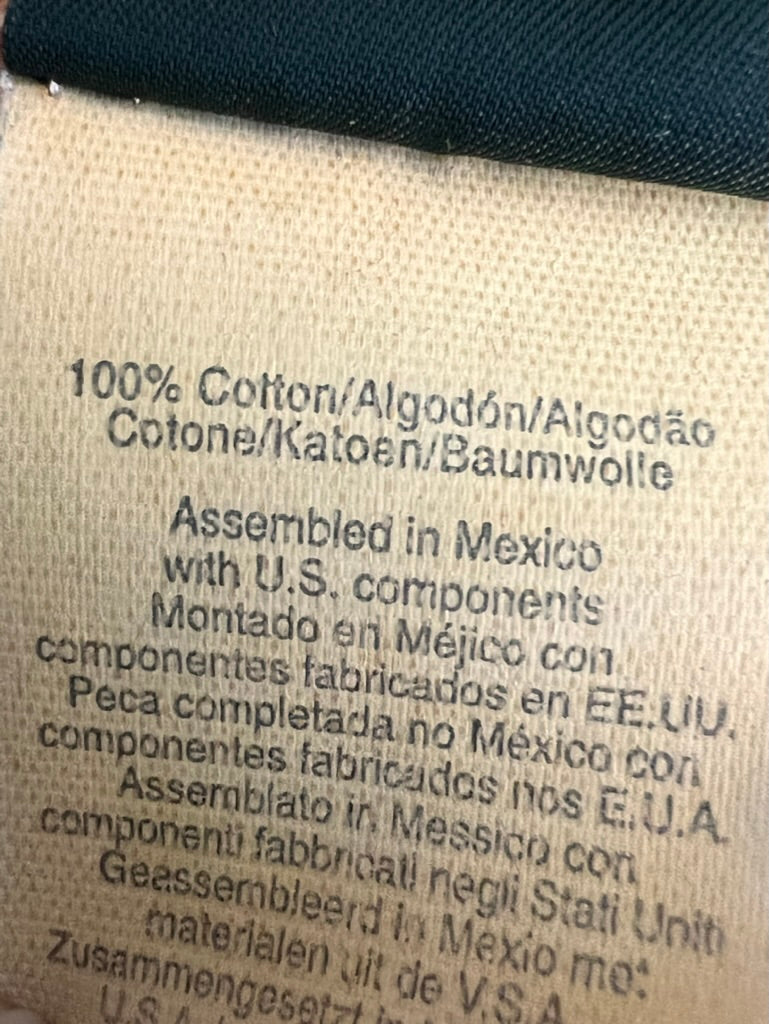 100% Cotton/Algodón/Algodão
Cotone/Katoen/Baumwolle
Assembled in Mexico
with U.S. components
Montado en Méjico con
componentes fabricados en EE.UU.
Peca completada no México con
componentes fabricados nos E.U.A.
Assemblato in Messico con
componenti fabbricati negli Stati Uniti
Geassembleerd in Mexio met
materialen uit de V.S.A.
Zusammengesetzt in
U.S.A.